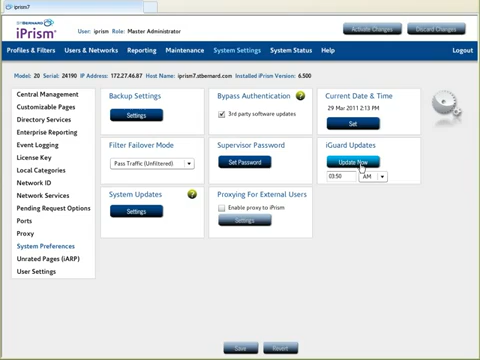 iprism7
STBERNARD
iPrism
User: iprism Role: Master Administrator
Activate Changes
Discard Changes
Profiles & Filters
Users & Networks
Reporting
Maintenance
System Settings
System Status
Help
Logout
Model: 20 Serial: 24190 IP Address: 172.27.46.87 Host Name: iprism7.stbernard.com Installed iPrism Version: 6.500
Central Management
Customizable Pages
Directory Services
Enterprise Reporting
Event Logging
License Key
Local Categories
Network ID
Network Services
Pending Request Options
Ports
Proxy
System Preferences
Unrated Pages (iARP)
User Settings
Backup Settings
Settings
Bypass Authentication
3rd party software updates
Current Date & Time
29 Mar 2011 2:13 PM
Set
Filter Failover Mode
Pass Traffic (Unfiltered)
Supervisor Password
Set Password
iGuard Updates
Update Now
03:50
AM
System Updates
Settings
Proxying For External Users
Enable proxy to iPrism
Settings
Save
Revert